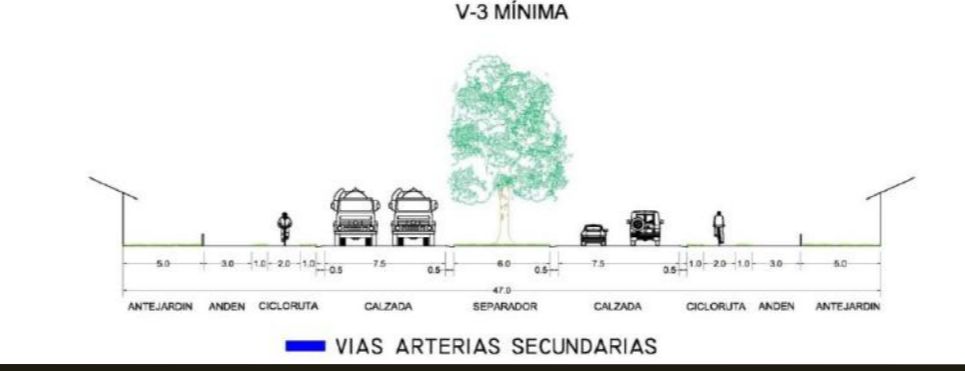 V-3 MÍNIMA
5.0 3.0 1.0 2.0 1.0 0.5 7.5 0.5 6.0 0.5 7.5 0.5 1.0 2.0 1.0 3.0 5.0
47.0
ANTEJARDIN ANDEN CICLORUTA CALZADA SEPARADOR CALZADA CICLORUTA ANDEN ANTEJARDIN
VIAS ARTERIAS SECUNDARIAS